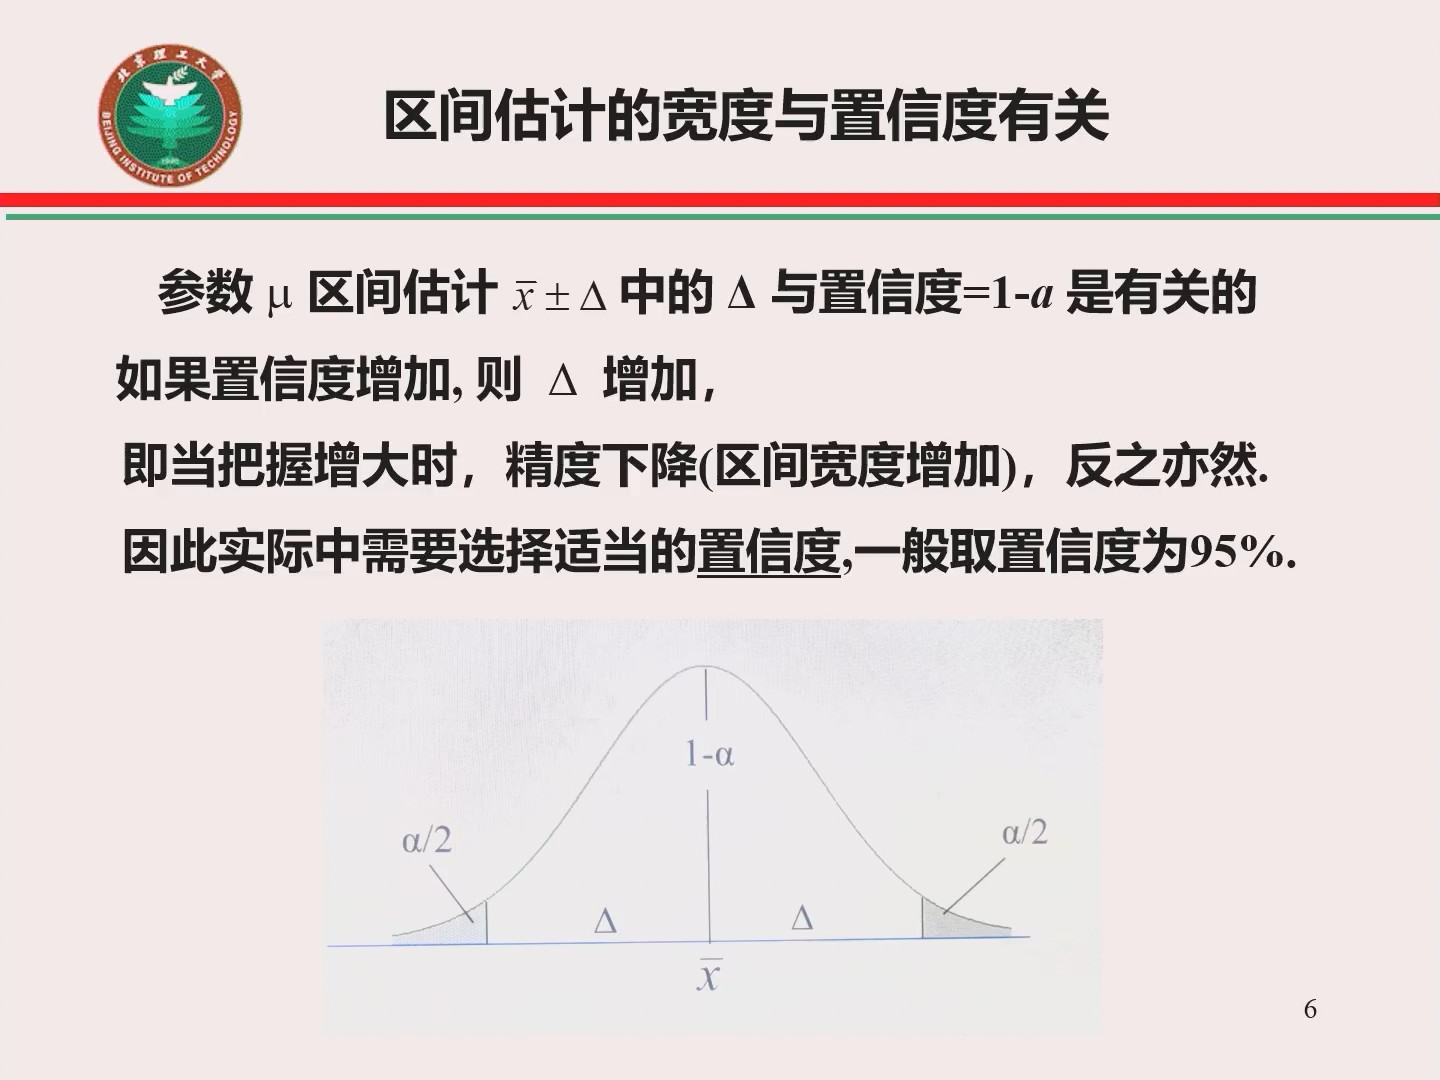 北京理工大学
BEIJING INSTITUTE OF TECHNOLOGY
1940
区间估计的宽度与置信度有关
参数 μ 区间估计 x̅ ± Δ 中的 Δ 与置信度=1-a 是有关的
如果置信度增加, 则 Δ 增加，
即当把握增大时，精度下降(区间宽度增加)，反之亦然.
因此实际中需要选择适当的置信度,一般取置信度为95%.
1-α
α/2
α/2
Δ
Δ
x̅
6